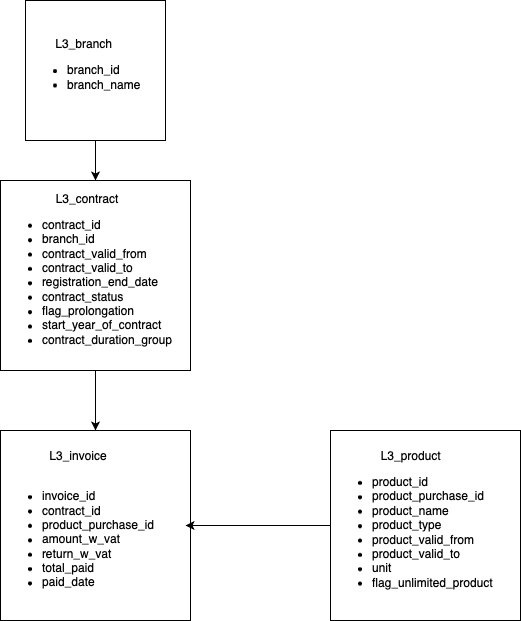 L3_branch
branch_id
branch_name
L3_contract
contract_id
branch_id
contract_valid_from
contract_valid_to
registration_end_date
contract_status
flag_prolongation
start_year_of_contract
contract_duration_group
L3_invoice
invoice_id
contract_id
product_purchase_id
amount_w_vat
return_w_vat
total_paid
paid_date
L3_product
product_id
product_purchase_id
product_name
product_type
product_valid_from
product_valid_to
unit
flag_unlimited_product